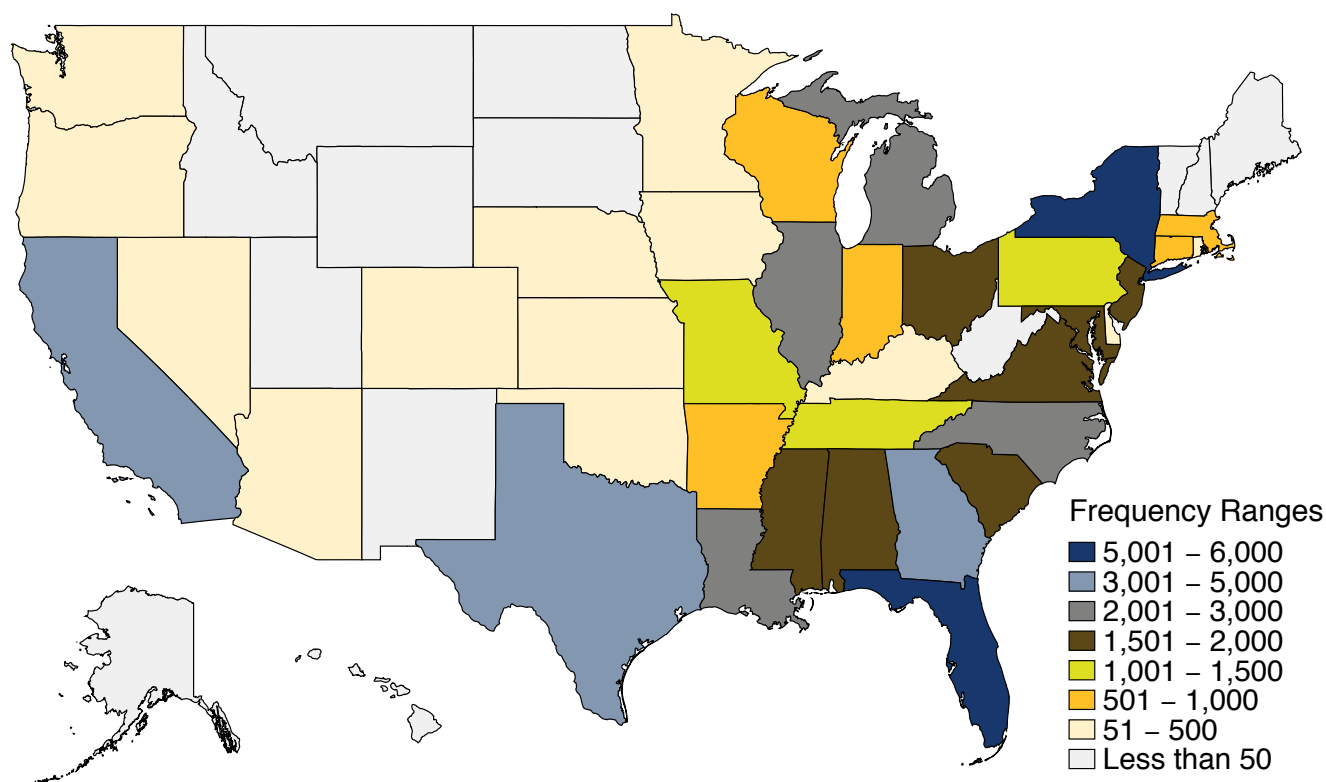 Frequency Ranges
5,001 – 6,000
3,001 – 5,000
2,001 – 3,000
1,501 – 2,000
1,001 – 1,500
501 – 1,000
51 – 500
Less than 50